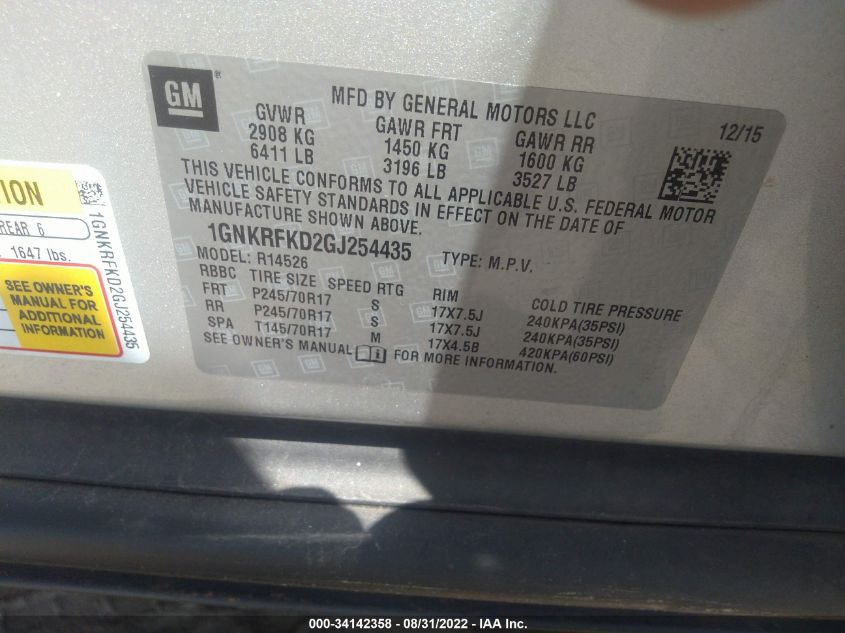 GM
®
MFD BY GENERAL MOTORS LLC
12/15
GVWR GAWR FRT GAWR RR
2908 KG 1450 KG 1600 KG
6411 LB 3196 LB 3527 LB
THIS VEHICLE CONFORMS TO ALL APPLICABLE U.S. FEDERAL MOTOR
VEHICLE SAFETY STANDARDS IN EFFECT ON THE DATE OF
MANUFACTURE SHOWN ABOVE.
1GNKRFKD2GJ254435 TYPE: M.P.V.
MODEL: R14526
RBBC TIRE SIZE SPEED RTG RIM COLD TIRE PRESSURE
FRT P245/70R17 S 17X7.5J 240KPA(35PSI)
RR P245/70R17 S 17X7.5J 240KPA(35PSI)
SPA T145/70R17 M 17X4.5B 420KPA(60PSI)
SEE OWNER'S MANUAL FOR MORE INFORMATION.
REAR 6
1647 lbs.
SEE OWNER'S
MANUAL FOR
ADDITIONAL
INFORMATION
1GNKRFKD2GJ254435
000-34142358 - 08/31/2022 - IAA Inc.